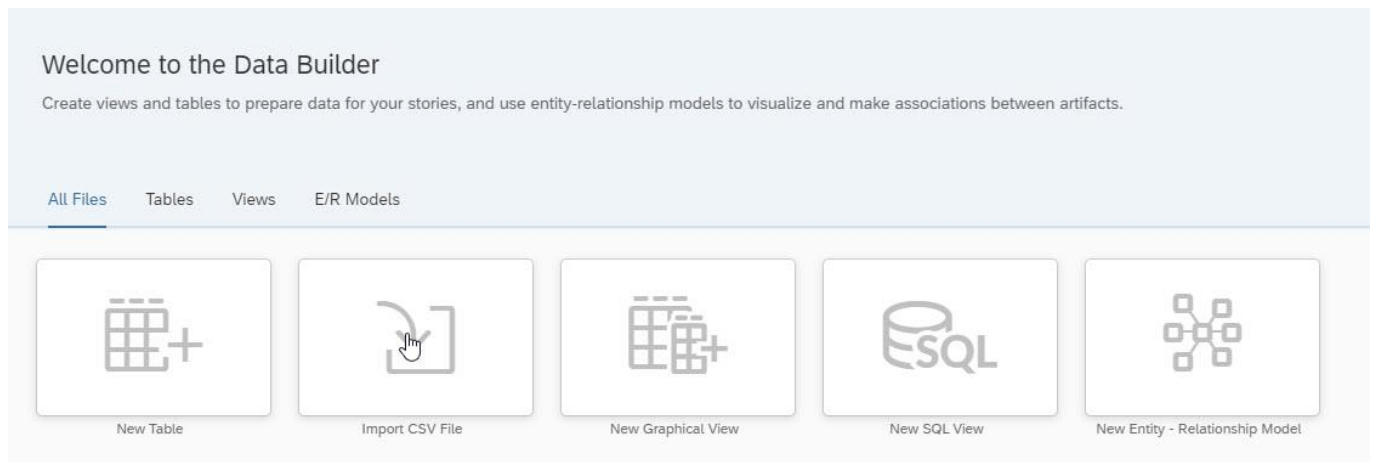 Welcome to the Data Builder
Create views and tables to prepare data for your stories, and use entity-relationship models to visualize and make associations between artifacts.
All Files Tables Views E/R Models
SQL
New Table Import CSV File New Graphical View New SQL View New Entity - Relationship Model